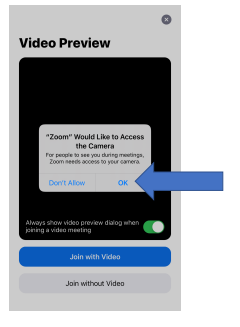 Video Preview
"Zoom" Would Like to Access
the Camera
For people to see you during meetings,
Zoom needs access to your camera.
Don't Allow
OK
Always show video preview dialog when
joining a video meeting
Join with Video
Join without Video